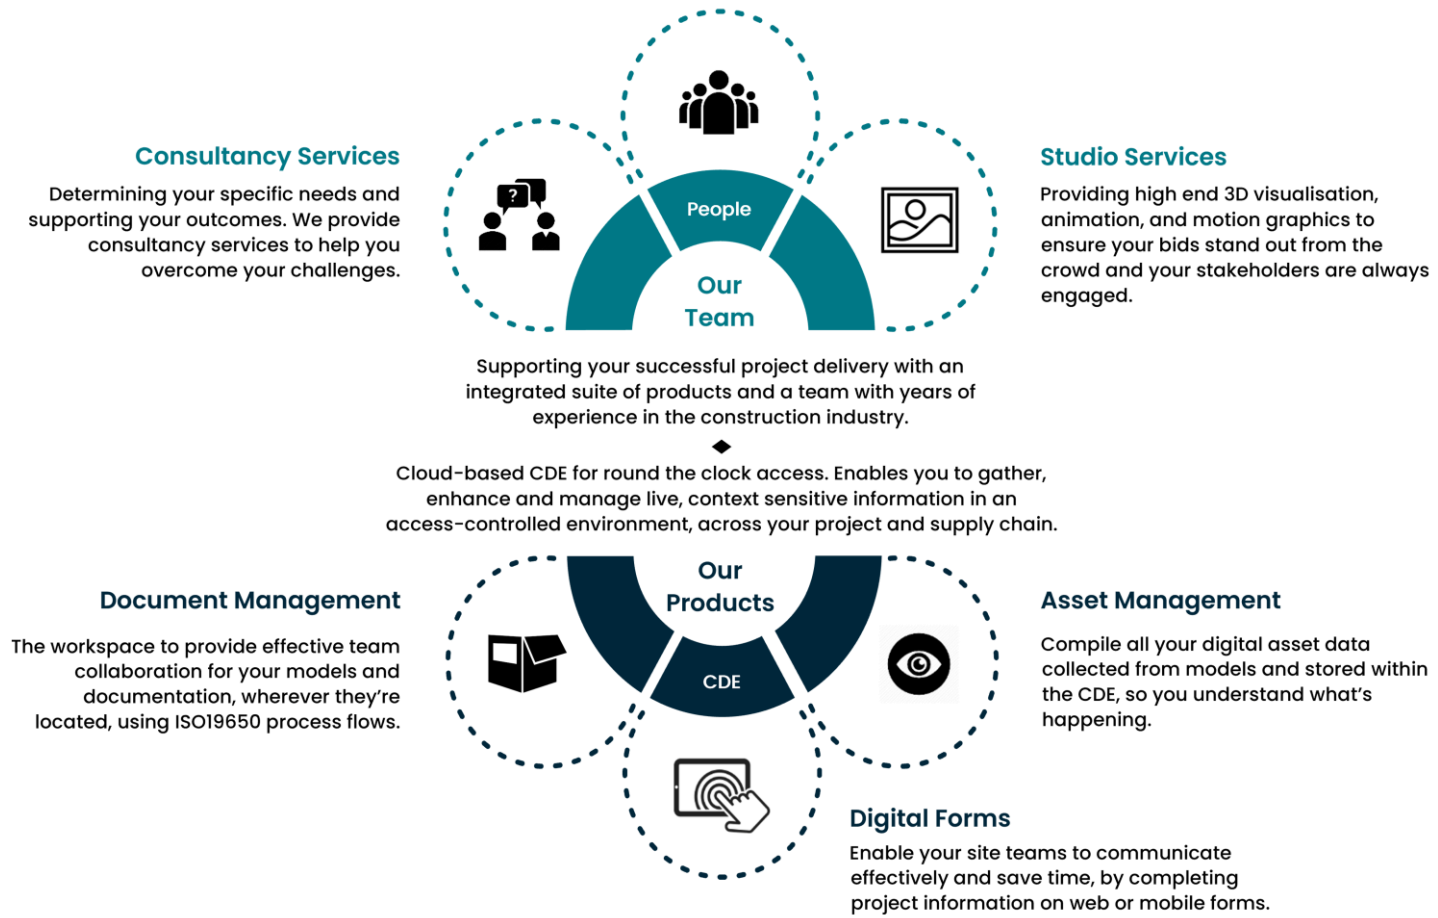 Consultancy Services
Determining your specific needs and
supporting your outcomes. We provide
consultancy services to help you
overcome your challenges.
?
People
Our
Team
Studio Services
Providing high end 3D visualisation,
animation, and motion graphics to
ensure your bids stand out from the
crowd and your stakeholders are always
engaged.
Supporting your successful project delivery with an
integrated suite of products and a team with years of
experience in the construction industry.
Cloud-based CDE for round the clock access. Enables you to gather,
enhance and manage live, context sensitive information in an
access-controlled environment, across your project and supply chain.
Our
Products
CDE
Document Management
The workspace to provide effective team
collaboration for your models and
documentation, wherever they’re
located, using ISO19650 process flows.
Asset Management
Compile all your digital asset data
collected from models and stored within
the CDE, so you understand what’s
happening.
Digital Forms
Enable your site teams to communicate
effectively and save time, by completing
project information on web or mobile forms.